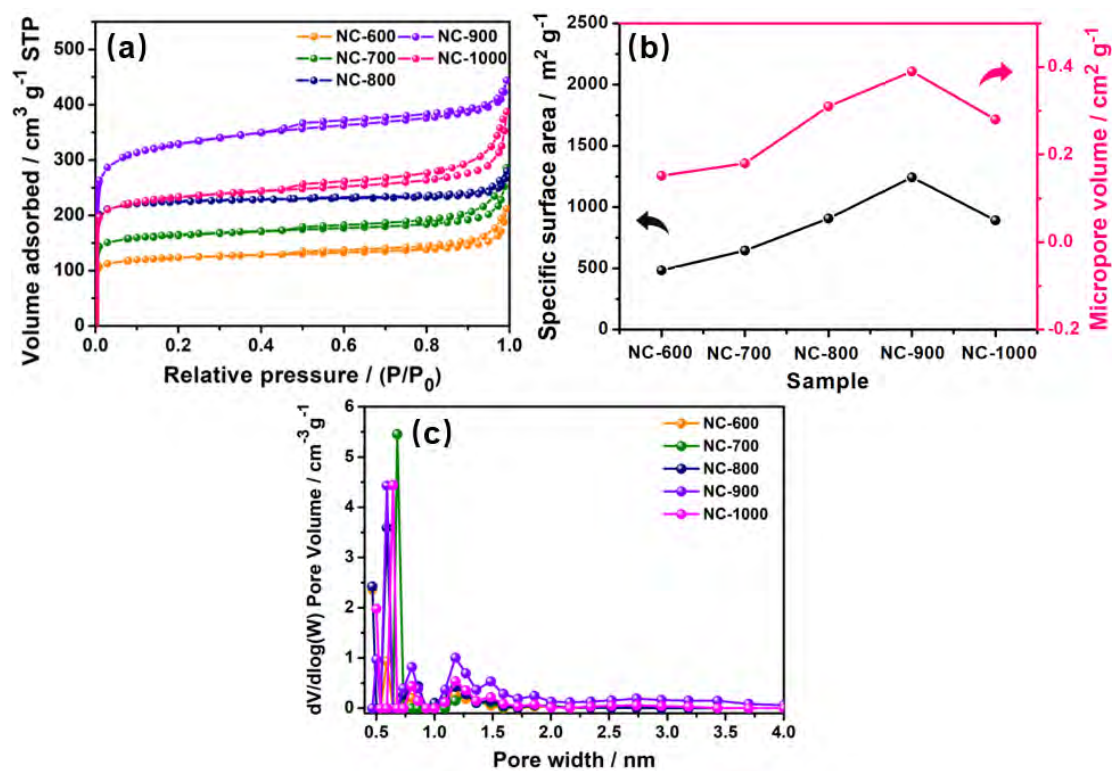 (a)
NC-600
NC-700
NC-800
NC-900
NC-1000
Volume adsorbed / cm³ g⁻¹ STP
500
400
300
200
100
0
0.0 0.2 0.4 0.6 0.8 1.0
Relative pressure / (P/P₀)
(b)
Specific surface area / m² g⁻¹
2500
2000
1500
1000
500
0
NC-600 NC-700 NC-800 NC-900 NC-1000
Sample
0.4
0.2
0.0
-0.2
Micropore volume / cm³ g⁻¹
(c)
NC-600
NC-700
NC-800
NC-900
NC-1000
dV/dlog(W) Pore Volume / cm⁻³g⁻¹
6
5
4
3
2
1
0
0.5 1.0 1.5 2.0 2.5 3.0 3.5 4.0
Pore width / nm